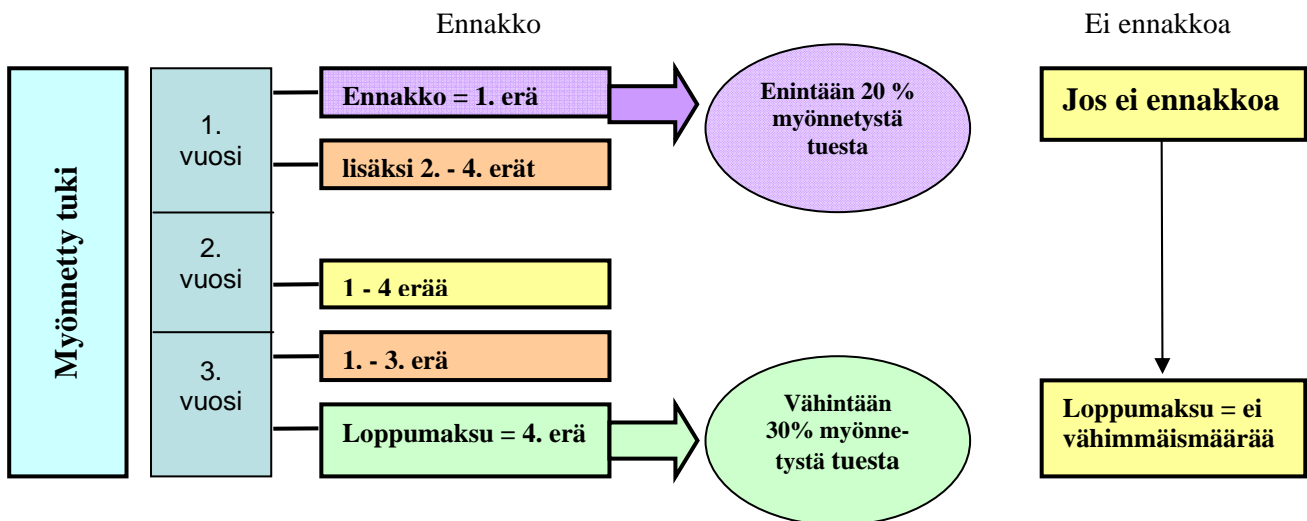 Ennakko
Ei ennakkoa
Myönnetty tuki
1.
vuosi
2.
vuosi
3.
vuosi
Ennakko = 1. erä
lisäksi 2. - 4. erät
1 - 4 erää
1. - 3. erä
Loppumaksu = 4. erä
Enintään 20 %
myönnetystä
tuesta
Vähintään
30% myönne-
tystä tuesta
Jos ei ennakkoa
Loppumaksu = ei
vähimmäismäärää